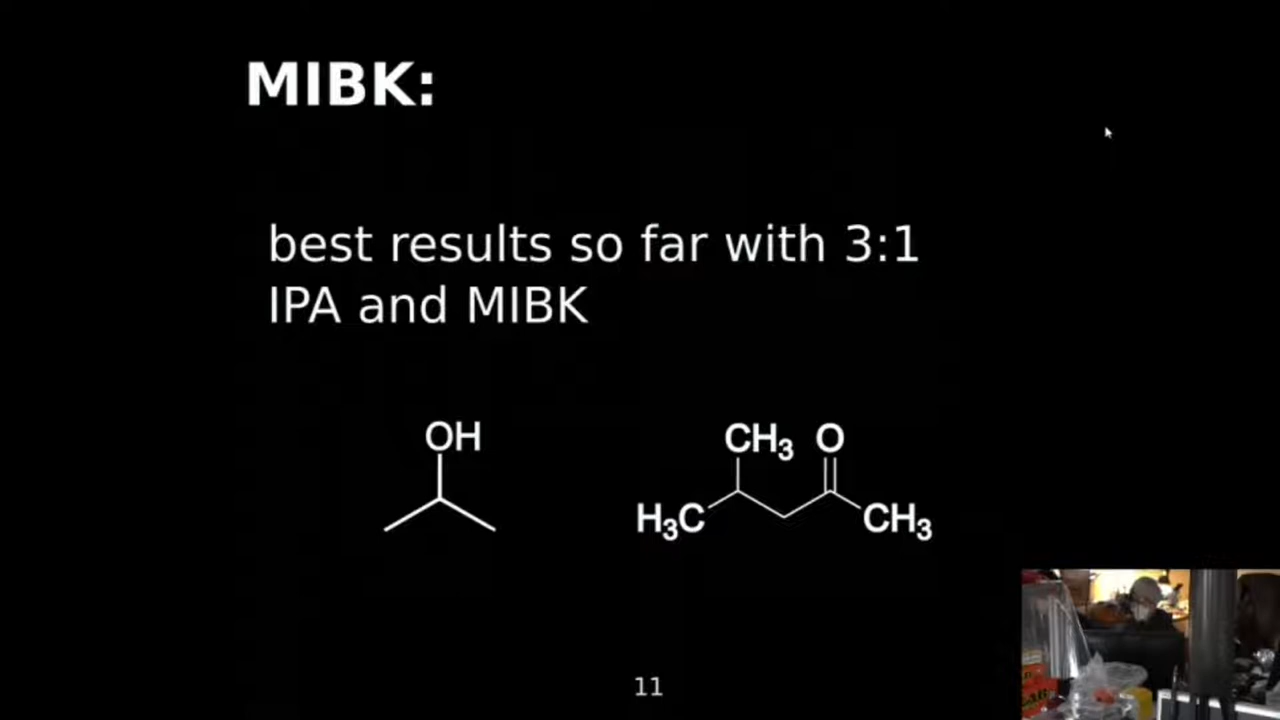 MIBK:
best results so far with 3:1
IPA and MIBK
OH
CH3 O
H3C CH3
11